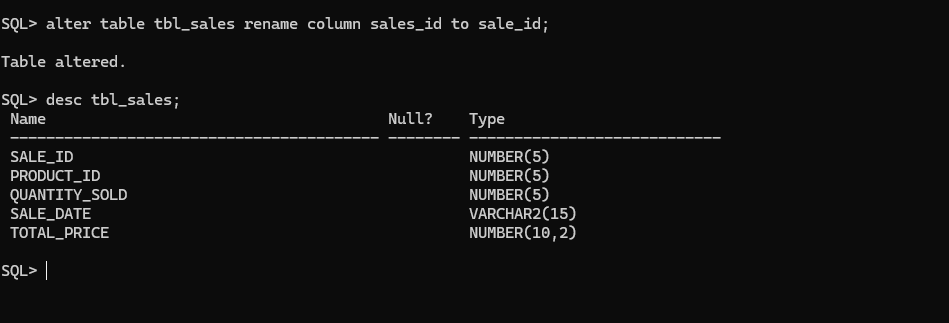 SQL> alter table tbl_sales rename column sales_id to sale_id;
Table altered.
SQL> desc tbl_sales;
Name Null? Type
----------------------------------------- -------- ----------------------------
SALE_ID NUMBER(5)
PRODUCT_ID NUMBER(5)
QUANTITY_SOLD NUMBER(5)
SALE_DATE VARCHAR2(15)
TOTAL_PRICE NUMBER(10,2)
SQL>